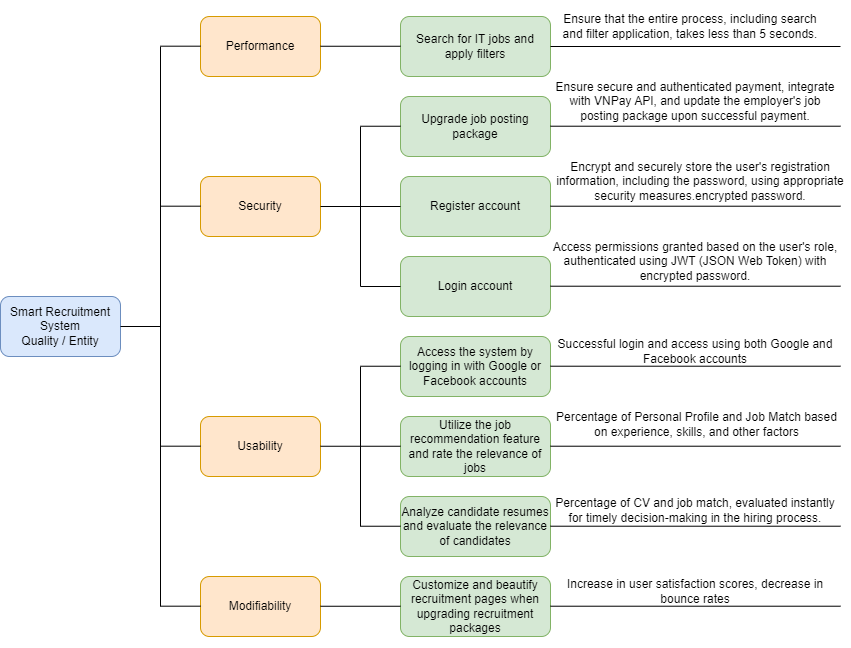 Smart Recruitment
System
Quality / Entity
Performance
Search for IT jobs and
apply filters
Ensure that the entire process, including search
and filter application, takes less than 5 seconds.
Security
Upgrade job posting
package
Ensure secure and authenticated payment, integrate
with VNPay API, and update the employer's job
posting package upon successful payment.
Register account
Encrypt and securely store the user's registration
information, including the password, using appropriate
security measures.encrypted password.
Login account
Access permissions granted based on the user's role,
authenticated using JWT (JSON Web Token) with
encrypted password.
Usability
Access the system by
logging in with Google or
Facebook accounts
Successful login and access using both Google and
Facebook accounts
Utilize the job
recommendation feature
and rate the relevance of
jobs
Percentage of Personal Profile and Job Match based
on experience, skills, and other factors
Analyze candidate resumes
and evaluate the relevance
of candidates
Percentage of CV and job match, evaluated instantly
for timely decision-making in the hiring process.
Modifiability
Customize and beautify
recruitment pages when
upgrading recruitment
packages
Increase in user satisfaction scores, decrease in
bounce rates